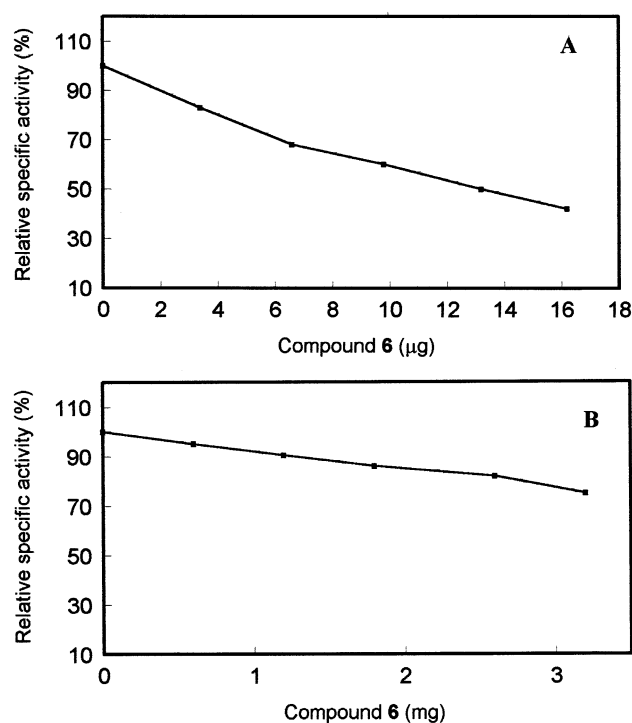 A
Relative specific activity (%)
110
90
70
50
30
10
0 2 4 6 8 10 12 14 16 18
Compound 6 (μg)
B
Relative specific activity (%)
110
90
70
50
30
10
0 1 2 3
Compound 6 (mg)